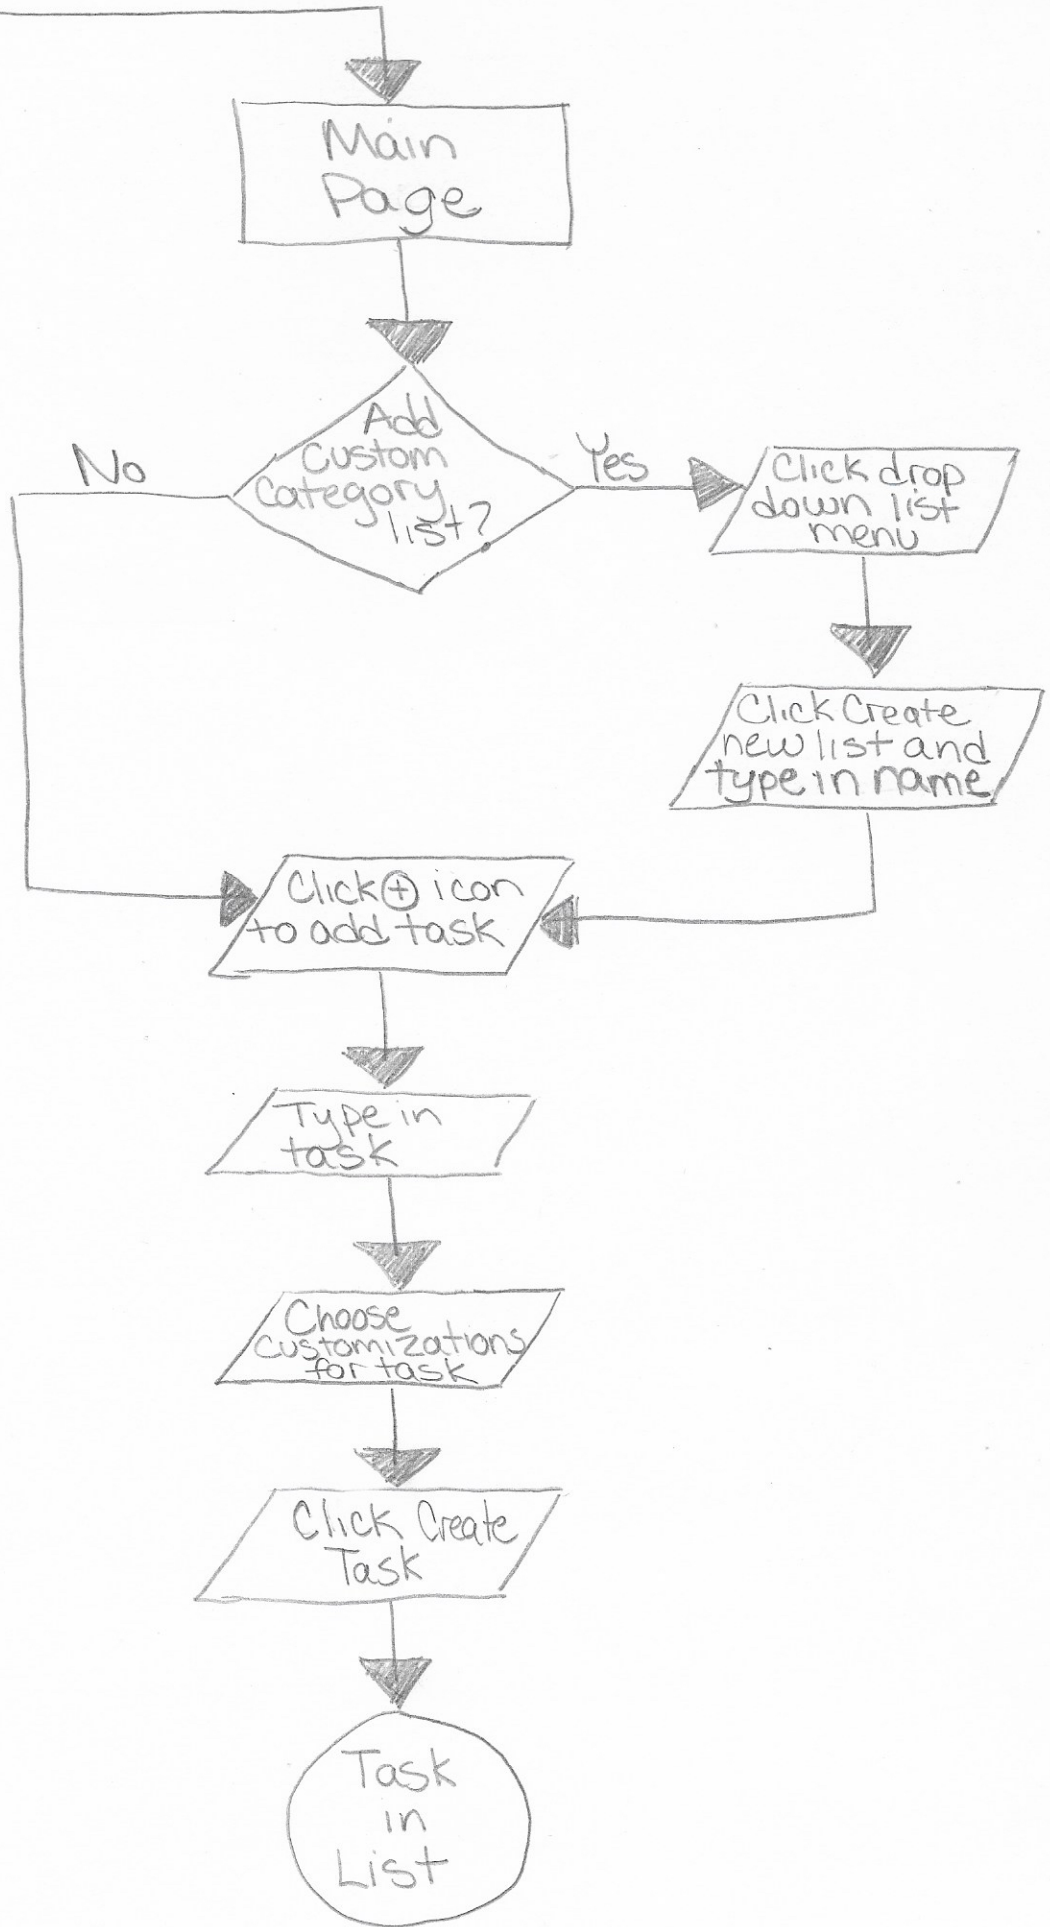 Main
Page
Add
Custom
Category
list?
No
Yes
Click drop
down list
menu
Click Create
new list and
type in name
Click ⊕ icon
to add task
Type in
task
Choose
Customizations
for task
Click Create
Task
Task
in
List